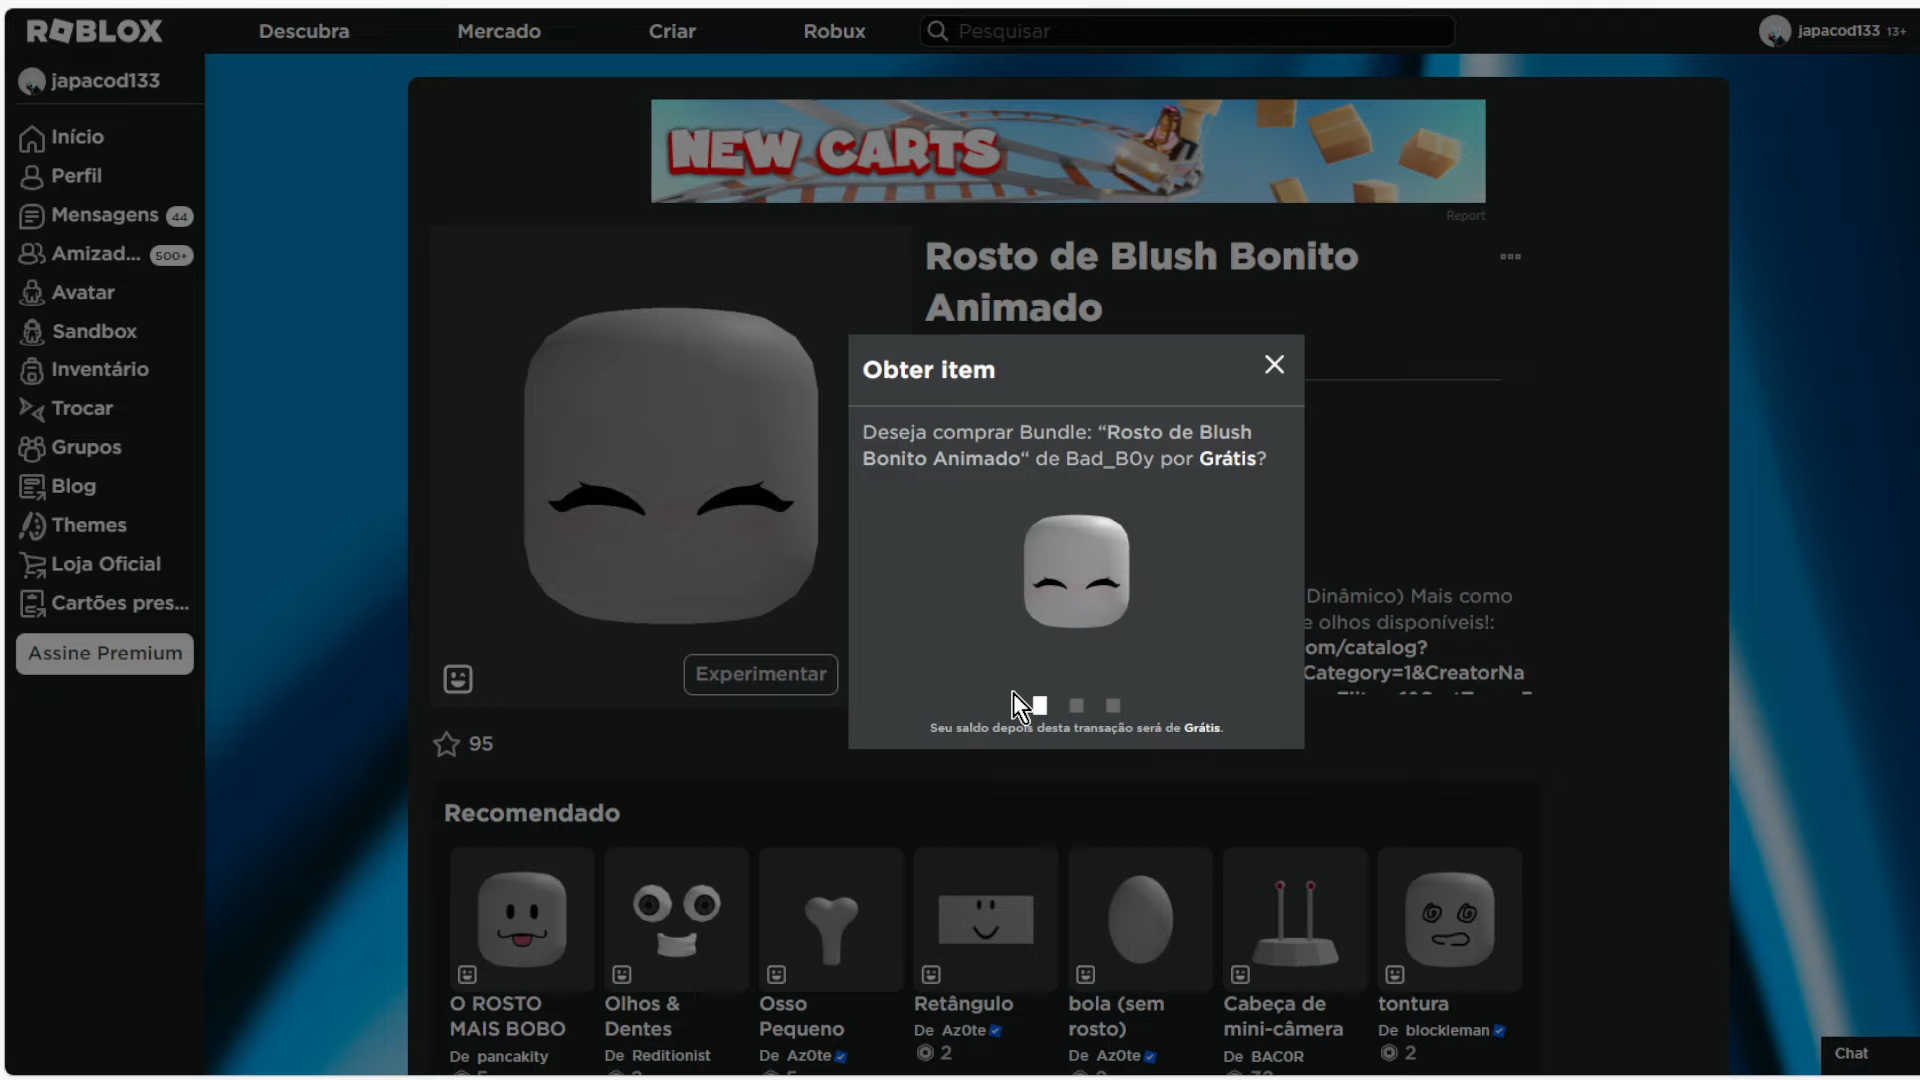 ROBLOX
Descubra
Mercado
Criar
Robux
Pesquisar
japacod133 13+
japacod133
Início
Perfil
Mensagens 44
Amizad... 500+
Avatar
Sandbox
Inventário
Trocar
Grupos
Blog
Themes
Loja Oficial
Cartões pres...
Assine Premium
NEW CARTS
Report
Rosto de Blush Bonito
Animado
Obter item
Deseja comprar Bundle: “Rosto de Blush
Bonito Animado“ de Bad_B0y por Grátis?
Seu saldo depois desta transação será de Grátis.
Dinâmico) Mais como
e olhos disponíveis!:
om/catalog?
Category=1&CreatorNa
Experimentar
95
Recomendado
O ROSTO
MAIS BOBO
De pancakity
Olhos &
Dentes
De Reditionist
Osso
Pequeno
De Az0te
Retângulo
De Az0te
2
bola (sem
rosto)
De Az0te
Cabeça de
mini-câmera
De BAC0R
tontura
De blockleman
2
Chat